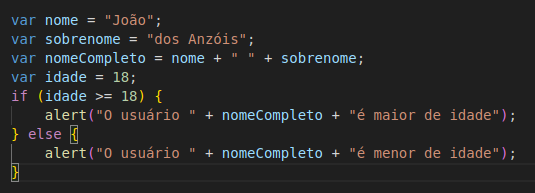 var nome = "João";
var sobrenome = "dos Anzóis";
var nomeCompleto = nome + " " + sobrenome;
var idade = 18;
if (idade >= 18) {
    alert("O usuário " + nomeCompleto + "é maior de idade");
} else {
    alert("O usuário " + nomeCompleto + "é menor de idade");
}